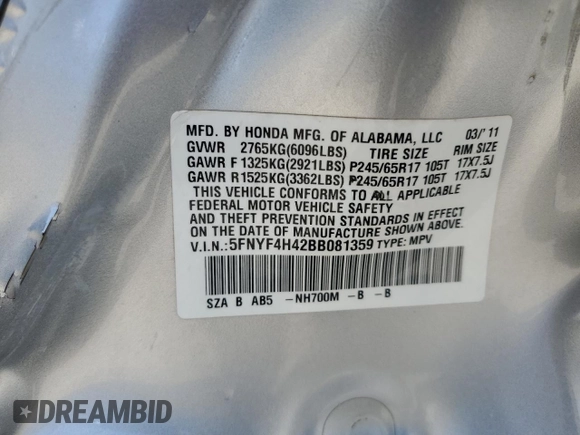 MFD. BY HONDA MFG. OF ALABAMA, LLC 03/'11
GVWR 2765KG(6096LBS) TIRE SIZE RIM SIZE
GAWR F 1325KG(2921LBS) P245/65R17 105T 17X7.5J
GAWR R1525KG(3362LBS) P245/65R17 105T 17X7.5J
THIS VEHICLE CONFORMS TO ALL APPLICABLE
FEDERAL MOTOR VEHICLE SAFETY
AND THEFT PREVENTION STANDARDS IN EFFECT
ON THE DATE OF MANUFACTURE SHOWN ABOVE.
V.I.N.:5FNYF4H42BB081359 TYPE: MPV
SZA B AB5 -NH700M -B -B
DREAMBID